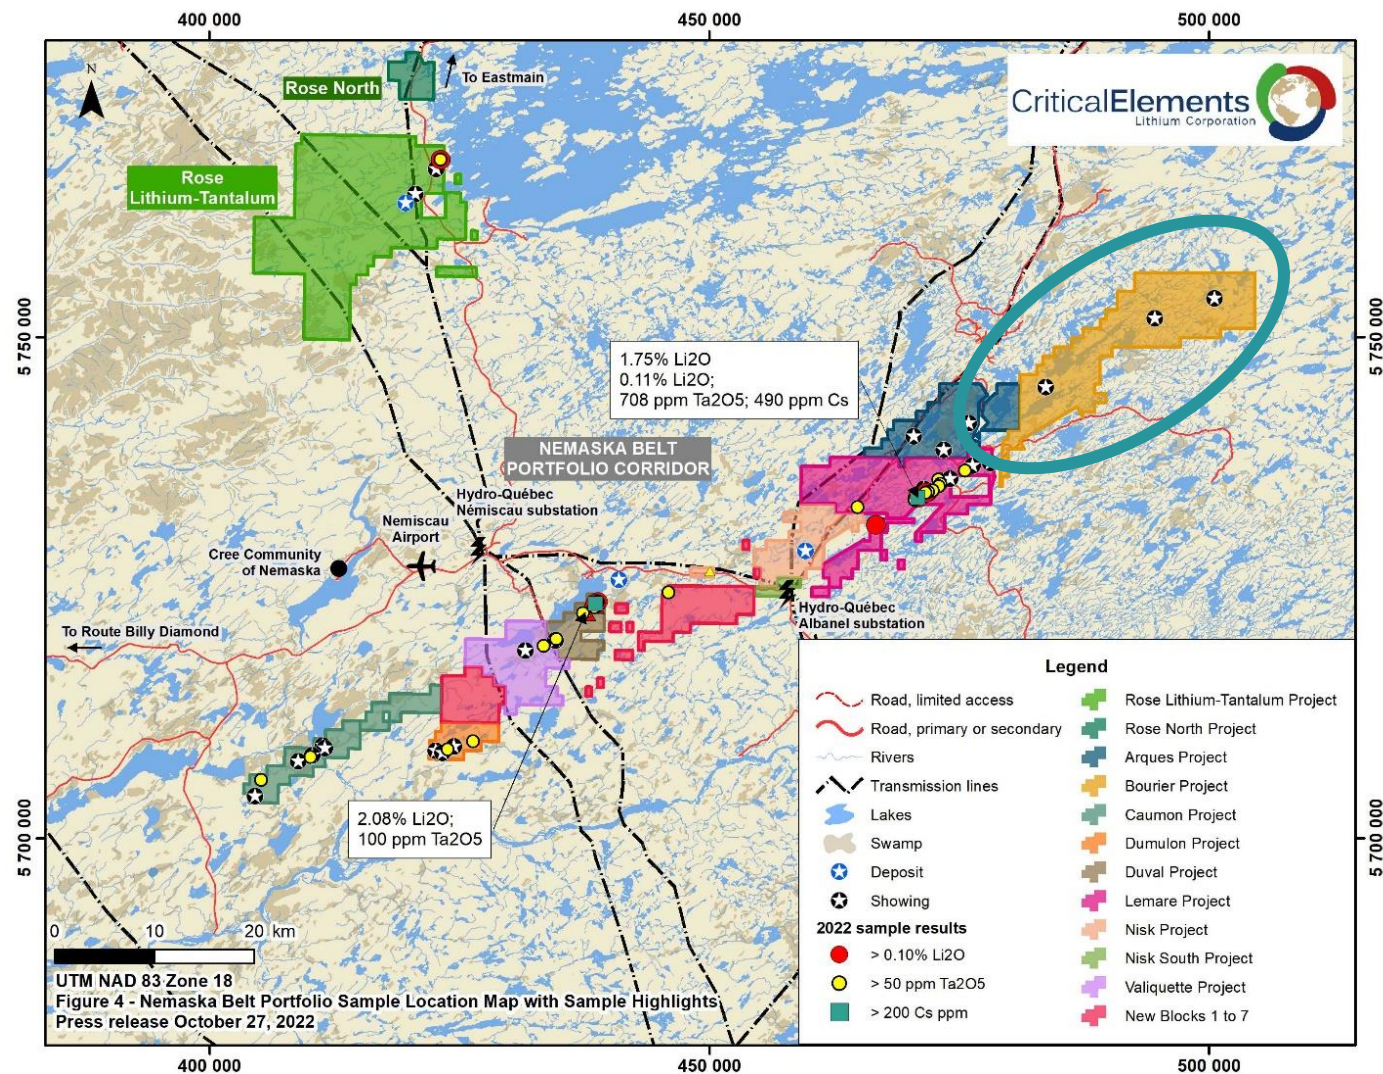 400 000
450 000
500 000
N
To Eastmain
Rose North
CriticalElements
Lithium Corporation
Rose
Lithium-Tantalum
5 750 000
5 750 000
1.75% Li2O
0.11% Li2O;
708 ppm Ta2O5; 490 ppm Cs
NEMASKA BELT
PORTFOLIO CORRIDOR
Hydro-Québec
Némiscau substation
Nemiscau
Airport
Cree Community
of Nemaska
Hydro-Québec
Albanel substation
To Route Billy Diamond
2.08% Li2O;
100 ppm Ta2O5
5 700 000
5 700 000
Legend
Road, limited access
Road, primary or secondary
Rivers
Transmission lines
Lakes
Swamp
Deposit
Showing
2022 sample results
> 0.10% Li2O
> 50 ppm Ta2O5
> 200 Cs ppm
Rose Lithium-Tantalum Project
Rose North Project
Arques Project
Bourier Project
Caumon Project
Dumulon Project
Duval Project
Lemare Project
Nisk Project
Nisk South Project
Valiquette Project
New Blocks 1 to 7
0 10 20 km
UTM NAD 83 Zone 18
Figure 4 - Nemaska Belt Portfolio Sample Location Map with Sample Highlights
Press release October 27, 2022
400 000
450 000
500 000